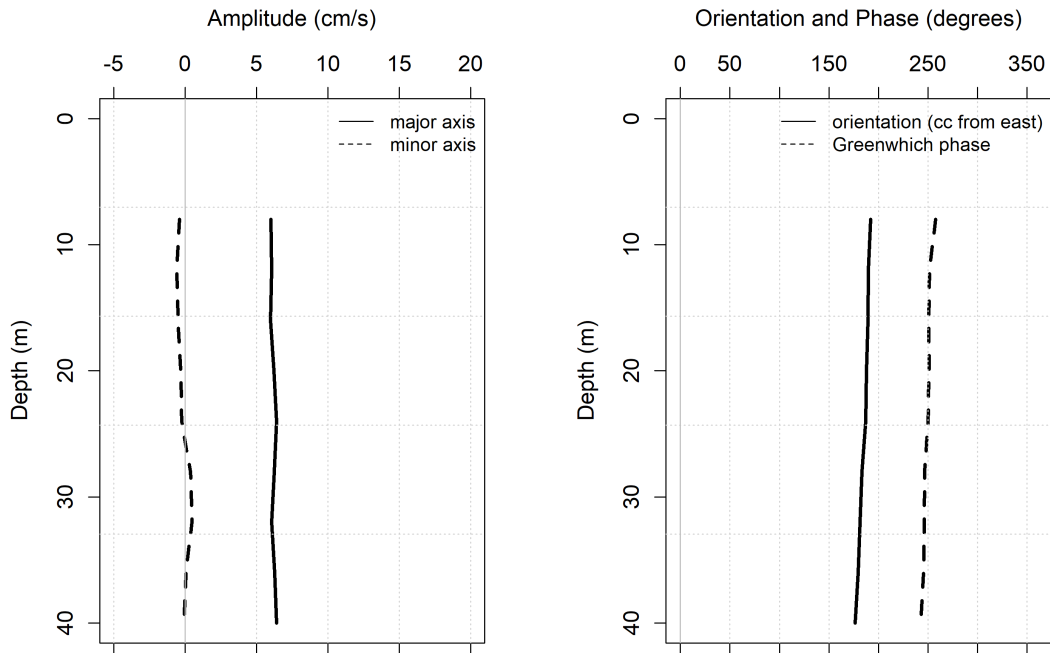 Amplitude (cm/s)
-5 0 5 10 15 20
major axis
minor axis
Depth (m)
0
10
20
30
40
Orientation and Phase (degrees)
0 50 150 250 350
orientation (cc from east)
Greenwhich phase
Depth (m)
0
10
20
30
40